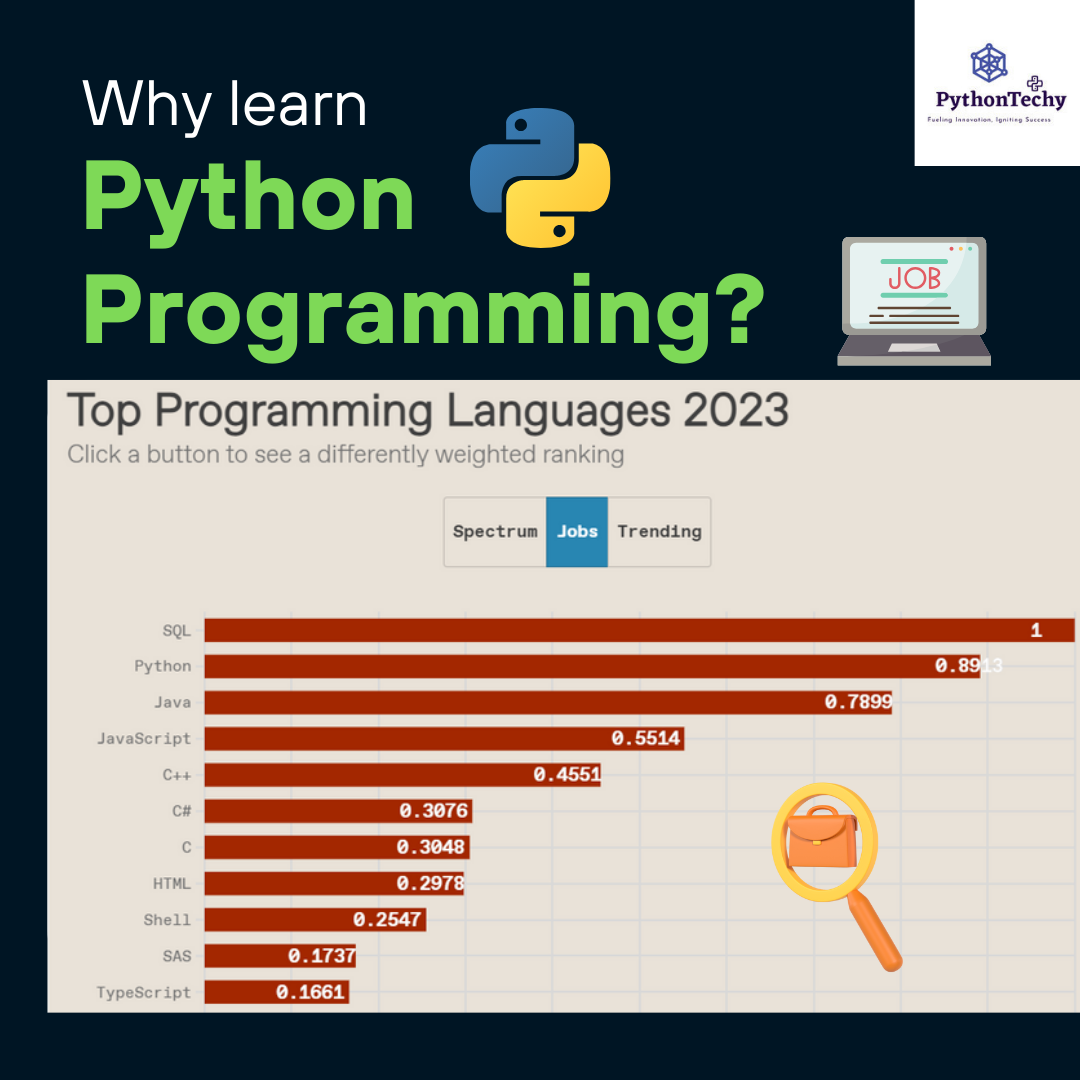 Why learn
Python
Programming?
PythonTechy
Fueling Innovation, Igniting Success
JOB
Top Programming Languages 2023
Click a button to see a differently weighted ranking
Spectrum Jobs Trending
SQL 1
Python 0.8913
Java 0.7899
JavaScript 0.5514
C++ 0.4551
C# 0.3076
C 0.3048
HTML 0.2978
Shell 0.2547
SAS 0.1737
TypeScript 0.1661